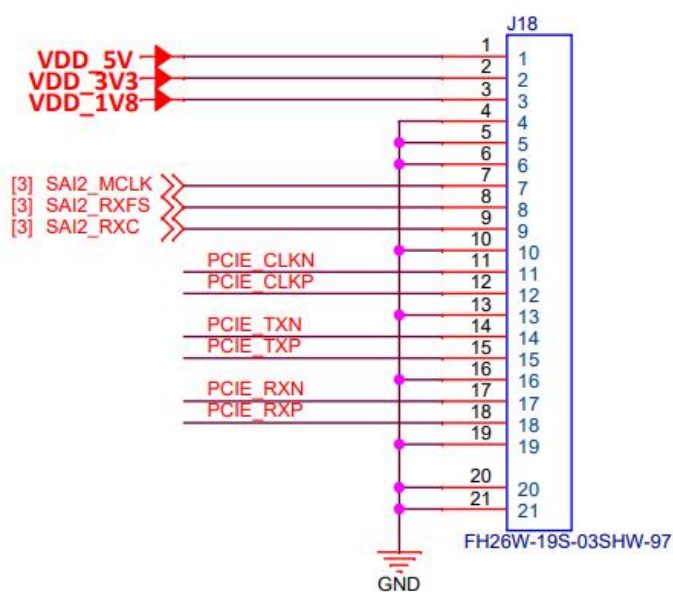 J18
VDD_5V 1 1
VDD_3V3 2 2
VDD_1V8 3 3
4 4
5 5
6 6
[3] SAI2_MCLK 7 7
[3] SAI2_RXFS 8 8
[3] SAI2_RXC 9 9
10 10
PCIE_CLKN 11 11
PCIE_CLKP 12 12
13 13
PCIE_TXN 14 14
PCIE_TXP 15 15
16 16
PCIE_RXN 17 17
PCIE_RXP 18 18
19 19
20 20
21 21
FH26W-19S-03SHW-97
GND